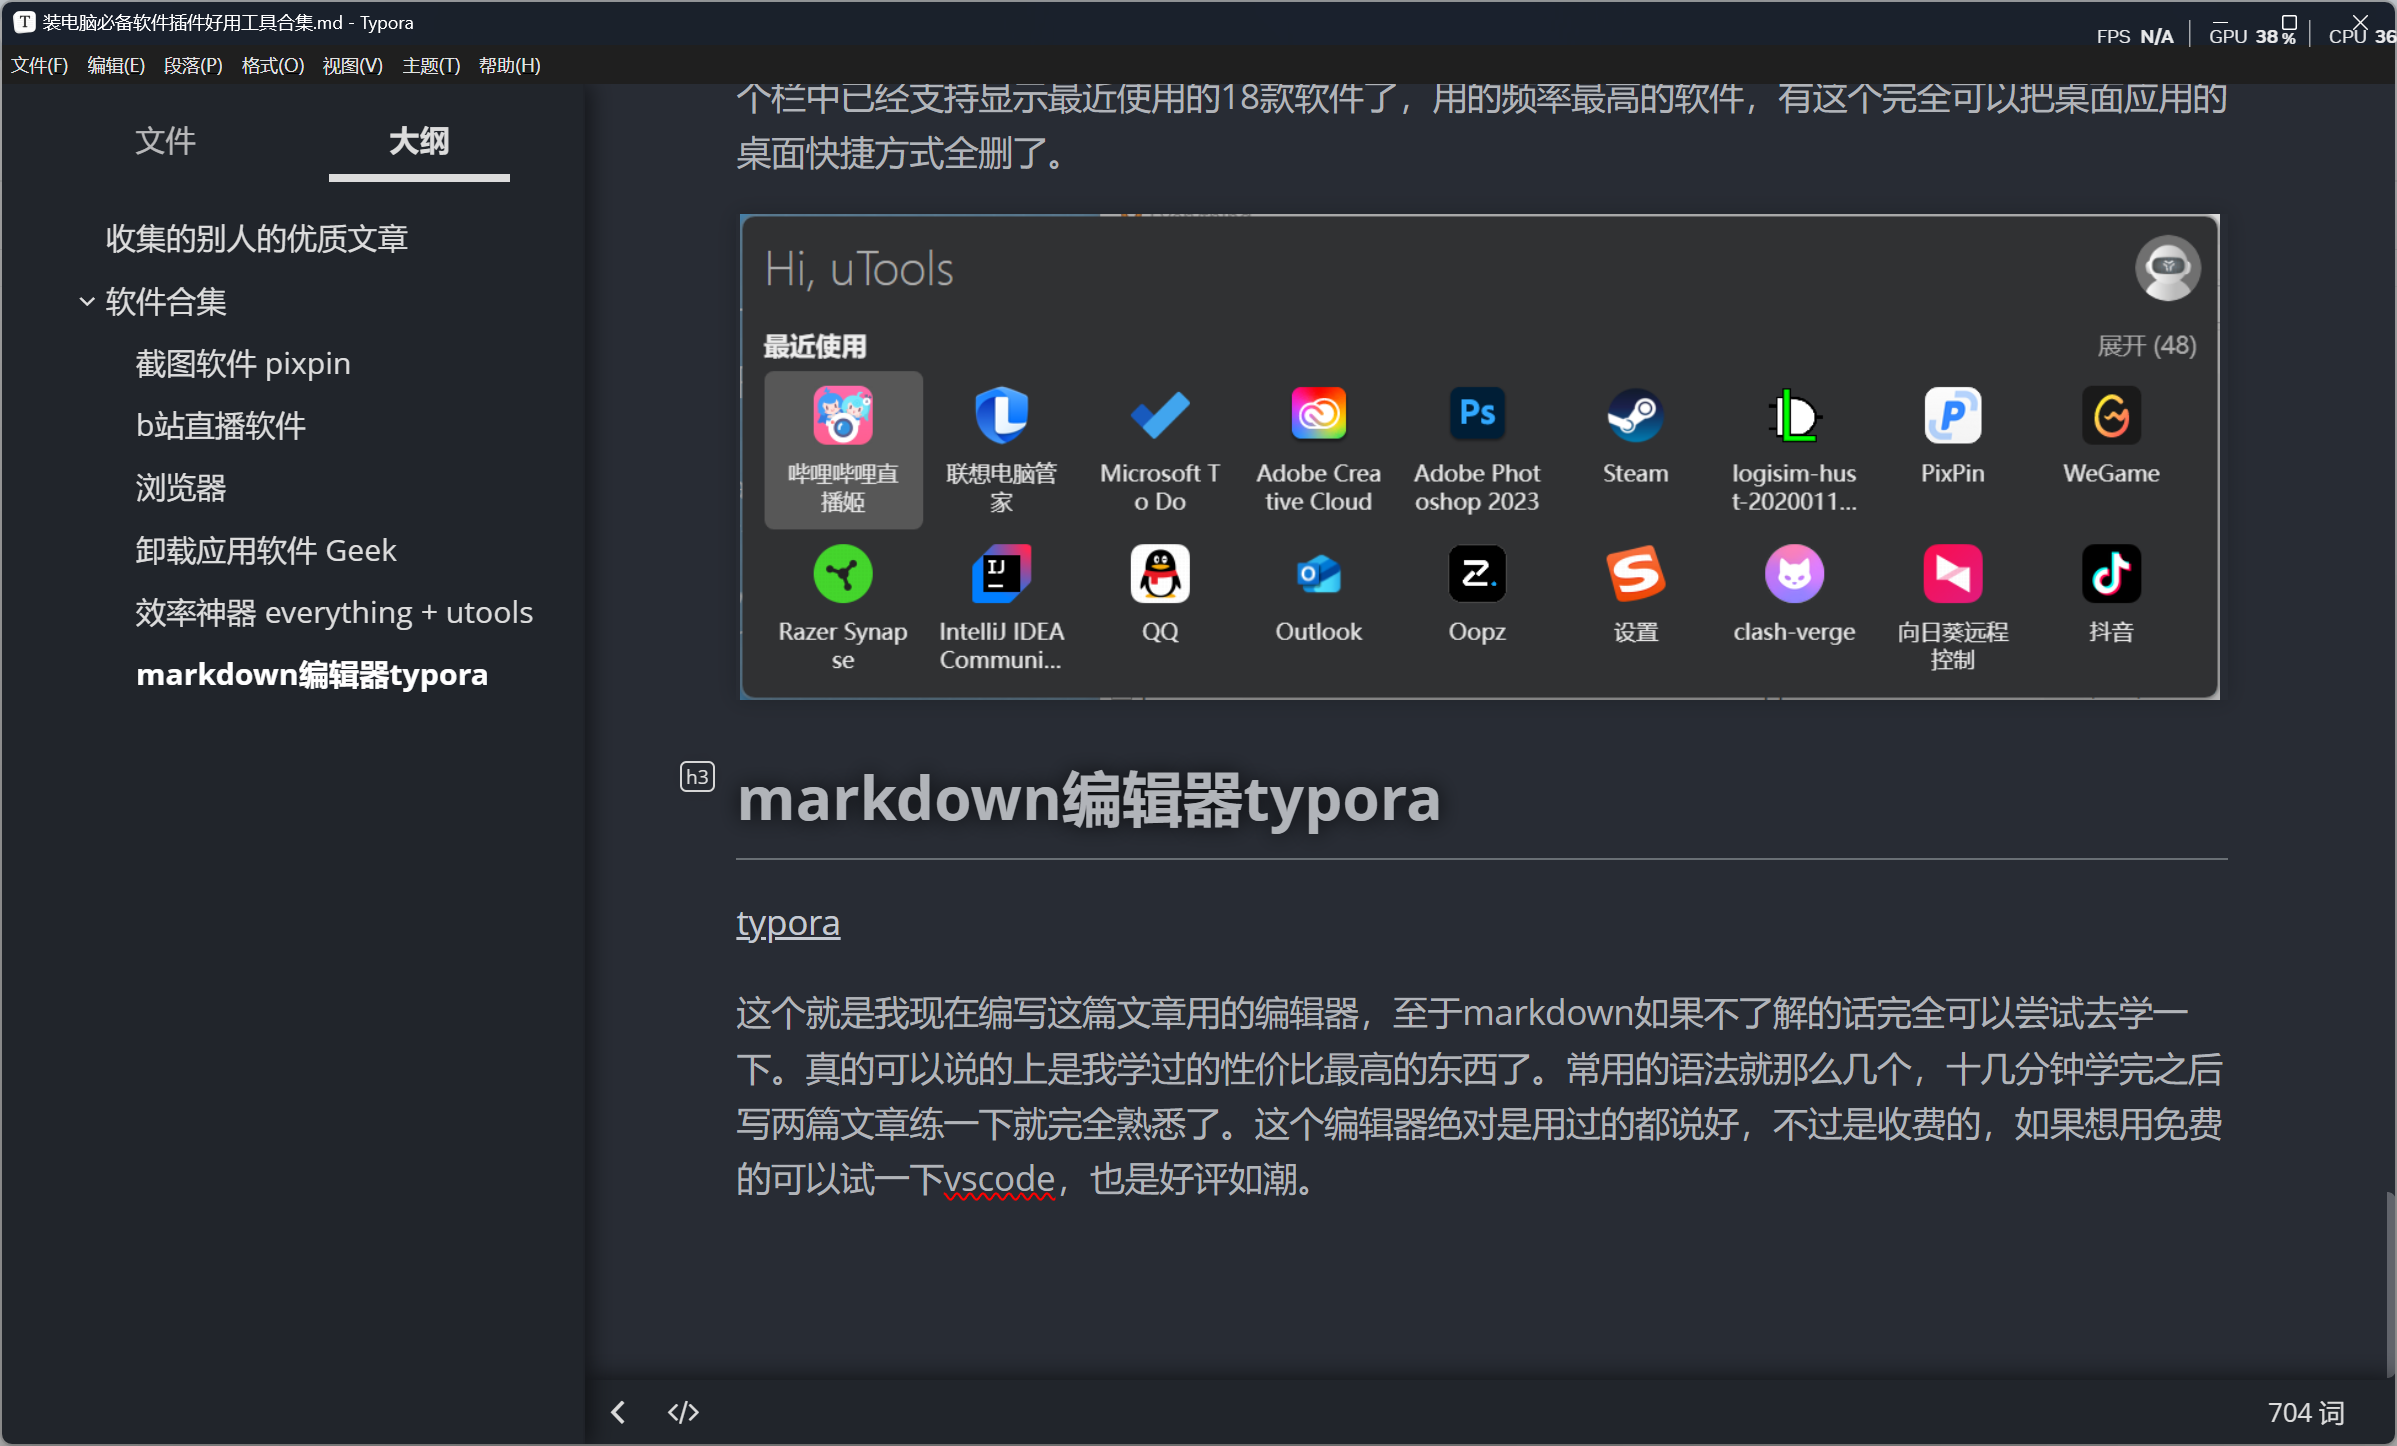 装电脑必备软件插件好用工具合集.md - Typora
FPS N/A GPU 38 % CPU 36
文件(F) 编辑(E) 段落(P) 格式(O) 视图(V) 主题(T) 帮助(H)
文件 大纲
收集的别人的优质文章
软件合集
截图软件 pixpin
b站直播软件
浏览器
卸载应用软件 Geek
效率神器 everything + utools
markdown编辑器typora
个栏中已经支持显示最近使用的18款软件了，用的频率最高的软件，有这个完全可以把桌面应用的
桌面快捷方式全删了。
Hi, uTools
最近使用 展开 (48)
哔哩哔哩直 联想电脑管 Microsoft T Adobe Crea Adobe Phot Steam logisim-hus PixPin WeGame
播姬 家 o Do tive Cloud oshop 2023 t-2020011...
Razer Synap IntelliJ IDEA QQ Outlook Oopz 设置 clash-verge 向日葵远程 抖音
se Communi... 控制
h3
markdown编辑器typora
typora
这个就是我现在编写这篇文章用的编辑器，至于markdown如果不了解的话完全可以尝试去学一
下。真的可以说的上是我学过的性价比最高的东西了。常用的语法就那么几个，十几分钟学完之后
写两篇文章练一下就完全熟悉了。这个编辑器绝对是用过的都说好，不过是收费的，如果想用免费
的可以试一下vscode，也是好评如潮。
</> 704 词